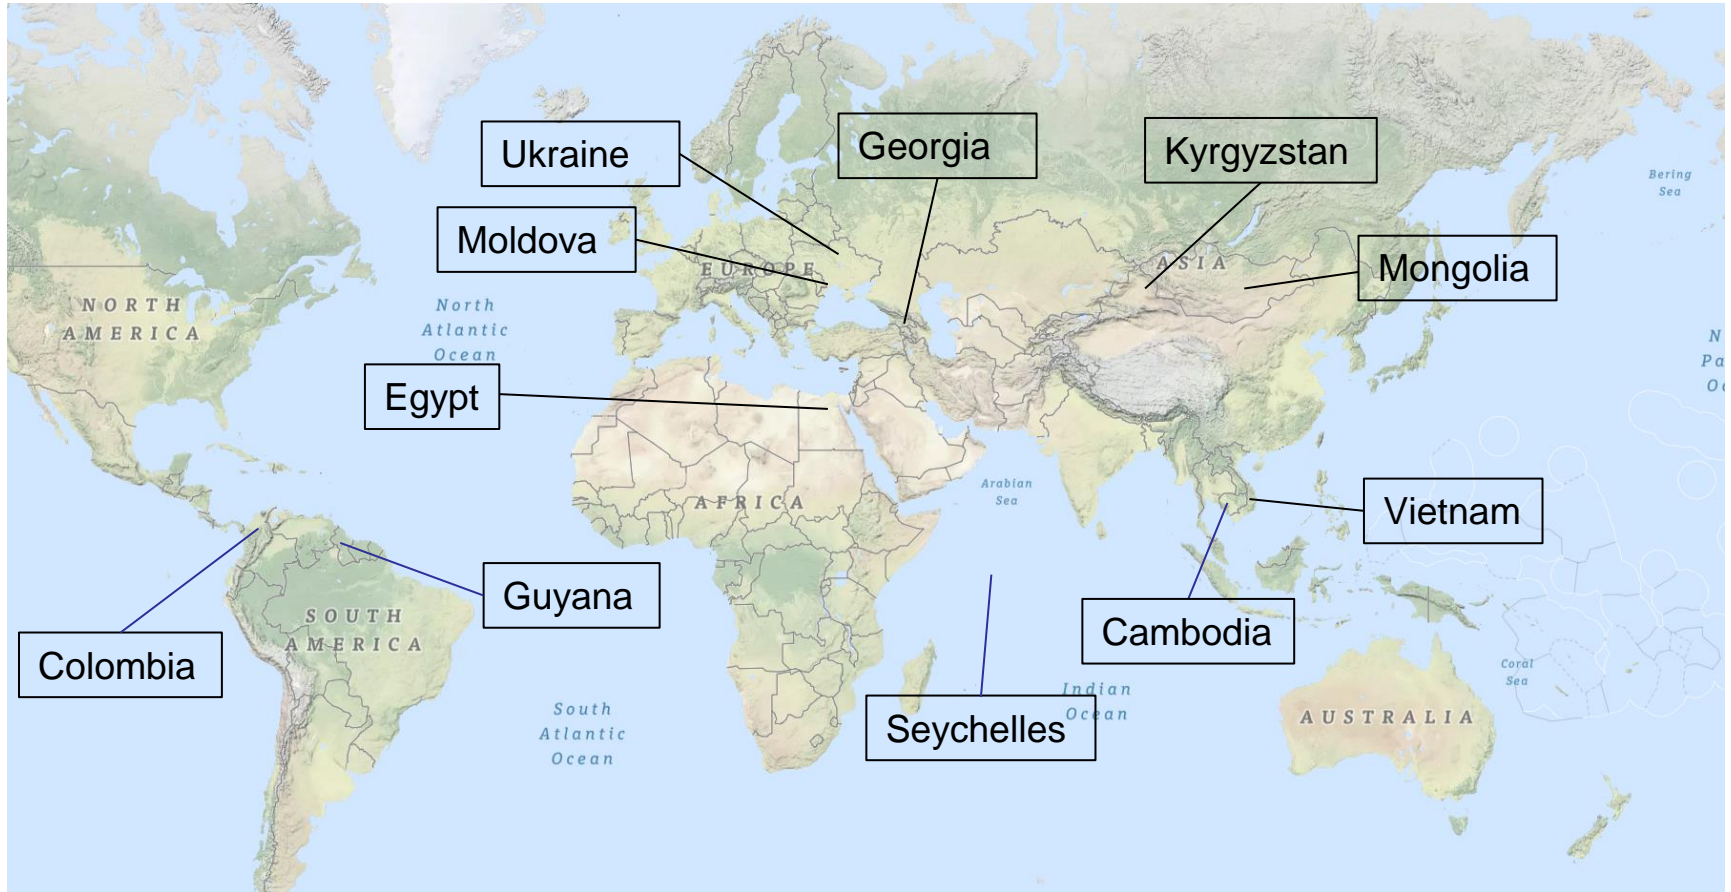 Ukraine
Georgia
Kyrgyzstan
Bering
Sea
Moldova
EUROPE
ASIA
Mongolia
NORTH
AMERICA
North
Atlantic
Ocean
N
Pa
Oc
Egypt
Arabian
Sea
AFRICA
Vietnam
Guyana
SOUTH
AMERICA
Colombia
Cambodia
Coral
Sea
Indian
Ocean
Seychelles
South
Atlantic
Ocean
AUSTRALIA